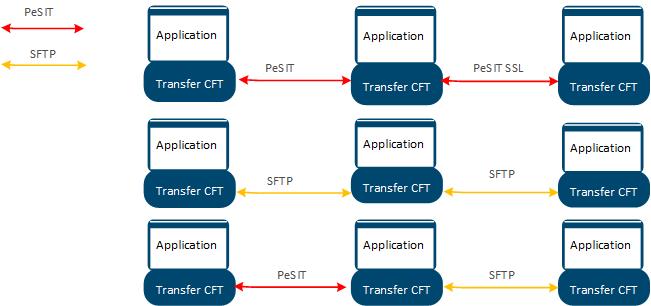 PeSIT
SFTP
Application
Application
Application
PeSIT
PeSIT SSL
Transfer CFT
Transfer CFT
Transfer CFT
Application
Application
Application
SFTP
SFTP
Transfer CFT
Transfer CFT
Transfer CFT
Application
Application
Application
PeSIT
SFTP
Transfer CFT
Transfer CFT
Transfer CFT